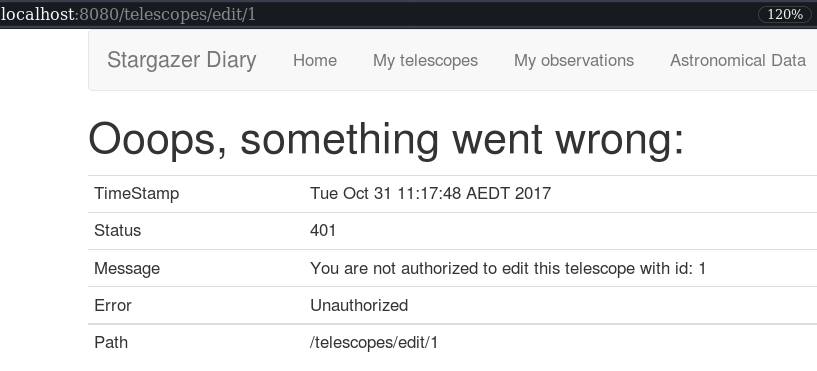 localhost:8080/telescopes/edit/1 120%
Stargazer Diary Home My telescopes My observations Astronomical Data
Ooops, something went wrong:
TimeStamp Tue Oct 31 11:17:48 AEDT 2017
Status 401
Message You are not authorized to edit this telescope with id: 1
Error Unauthorized
Path /telescopes/edit/1